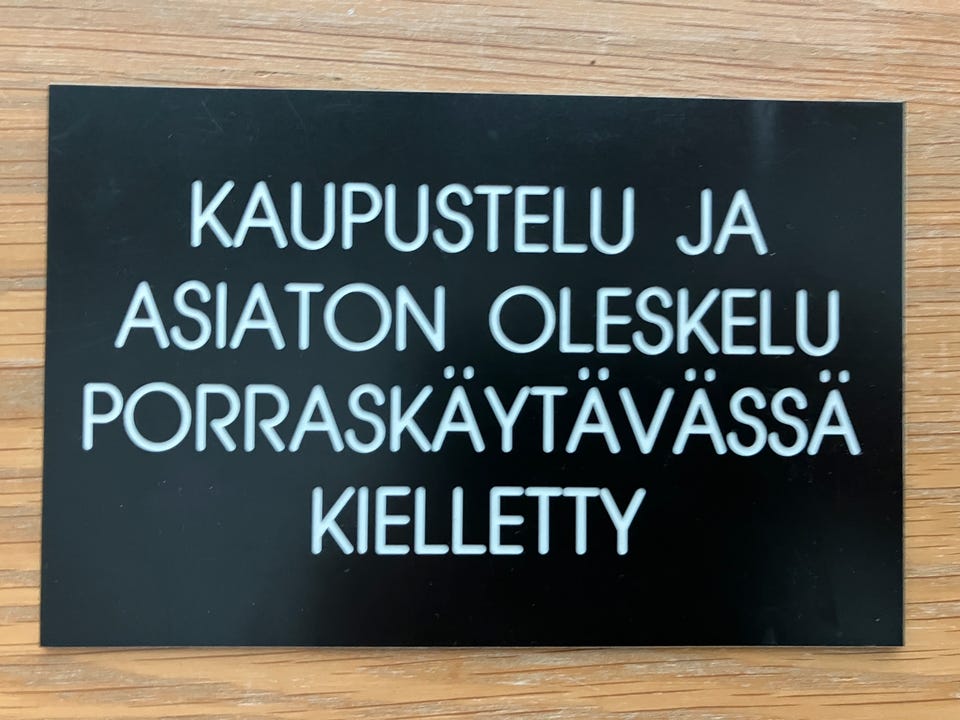 KAUPUSTELU JA
ASIATON OLESKELU
PORRASKÄYTÄVÄSSÄ
KIELLETTY